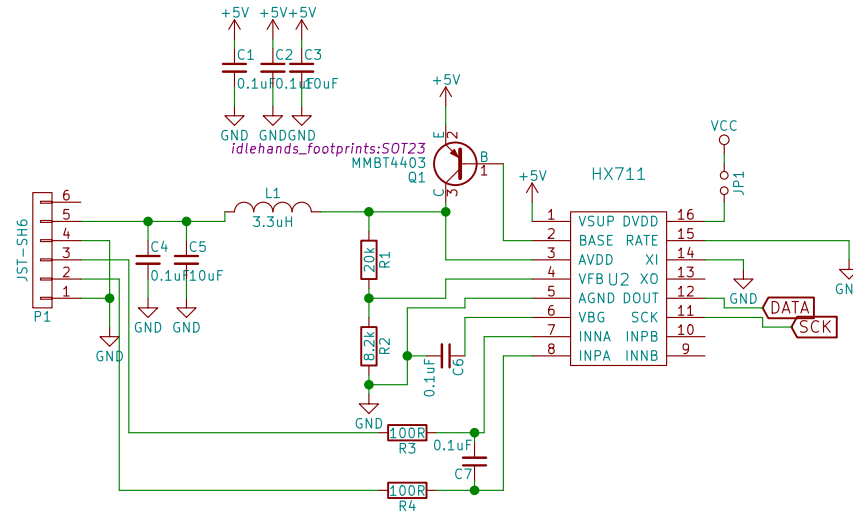 +5V
+5V
+5V
C1
C2
C3
0.1uF
0.1uF
10uF
GND
GND
GND
+5V
idlehands_footprints:SOT23
MMBT4403
Q1
E
2
B
1
C
3
VCC
JP1
+5V
HX711
L1
3.3uH
JST-SH6
6
5
4
3
2
1
P1
GND
C4
0.1uF
GND
C5
10uF
GND
20k
R1
8.2k
R2
GND
0.1uF
C6
1 VSUP DVDD 16
2 BASE RATE 15
3 AVDD XI 14
4 VFB U2 XO 13
5 AGND DOUT 12
6 VBG SCK 11
7 INNA INPB 10
8 INPA INNB 9
GND
GN
DATA
SCK
100R
R3
0.1uF
C7
100R
R4